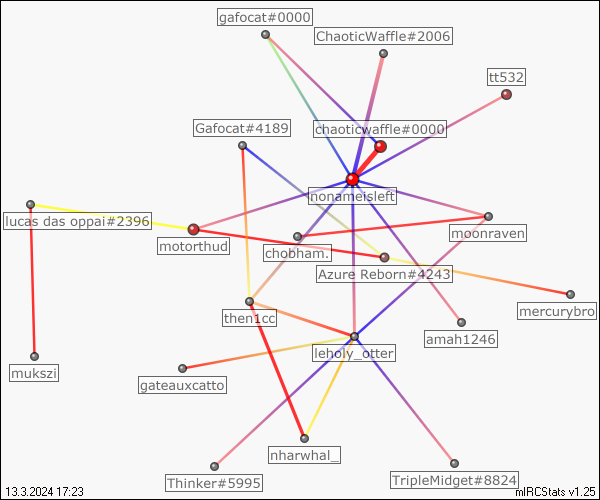 gafocat#0000
ChaoticWaffle#2006
tt532
Gafocat#4189
chaoticwaffle#0000
nonameisleft
lucas das oppai#2396
moonraven
motorthud
chobham.
Azure Reborn#4243
mercurybro
then1cc
amah1246
leholy_otter
mukszi
gateauxcatto
nharwhal_
Thinker#5995
TripleMidget#8824
13.3.2024 17:23
mIRCStats v1.25